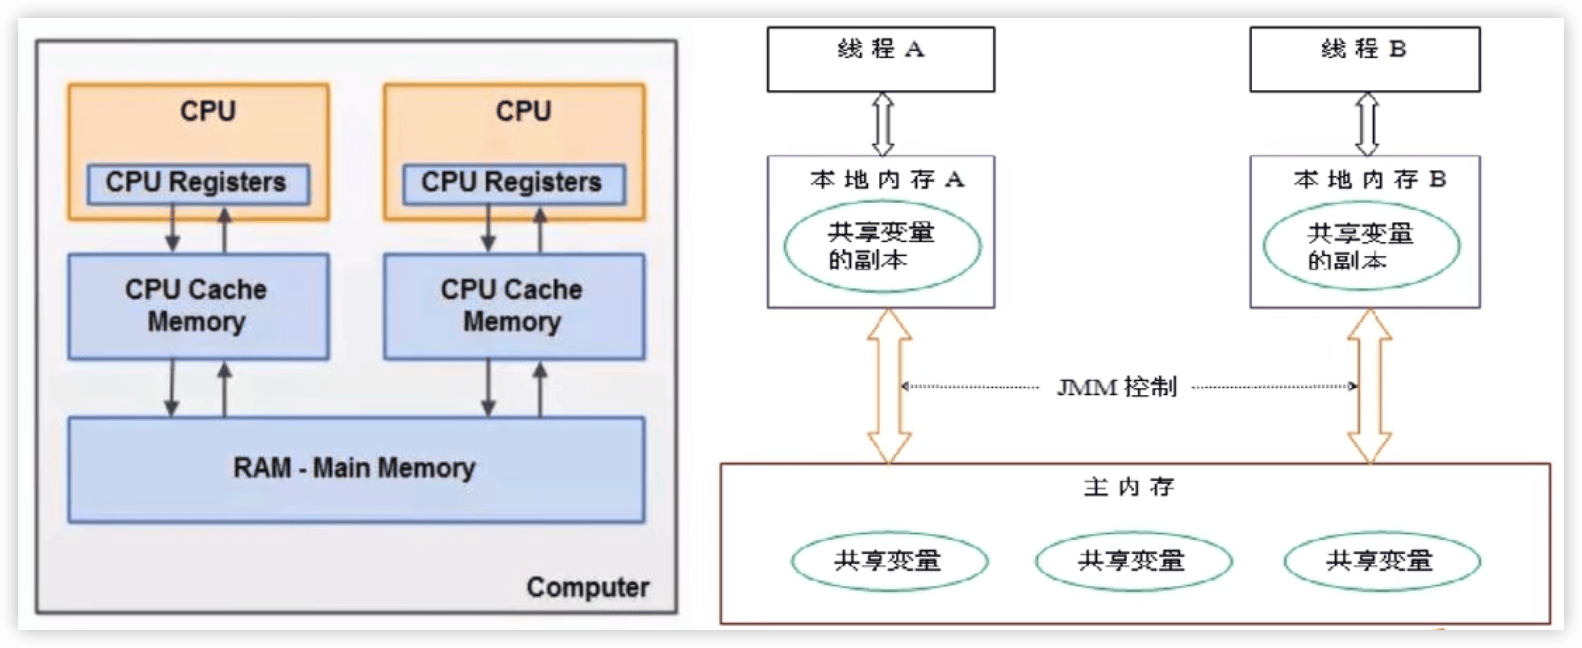 CPU
CPU Registers
CPU Cache
Memory
CPU
CPU Registers
CPU Cache
Memory
RAM - Main Memory
Computer
线程 A
本地内存 A
共享变量
的副本
线程 B
本地内存 B
共享变量
的副本
JMM 控制
主内存
共享变量
共享变量
共享变量